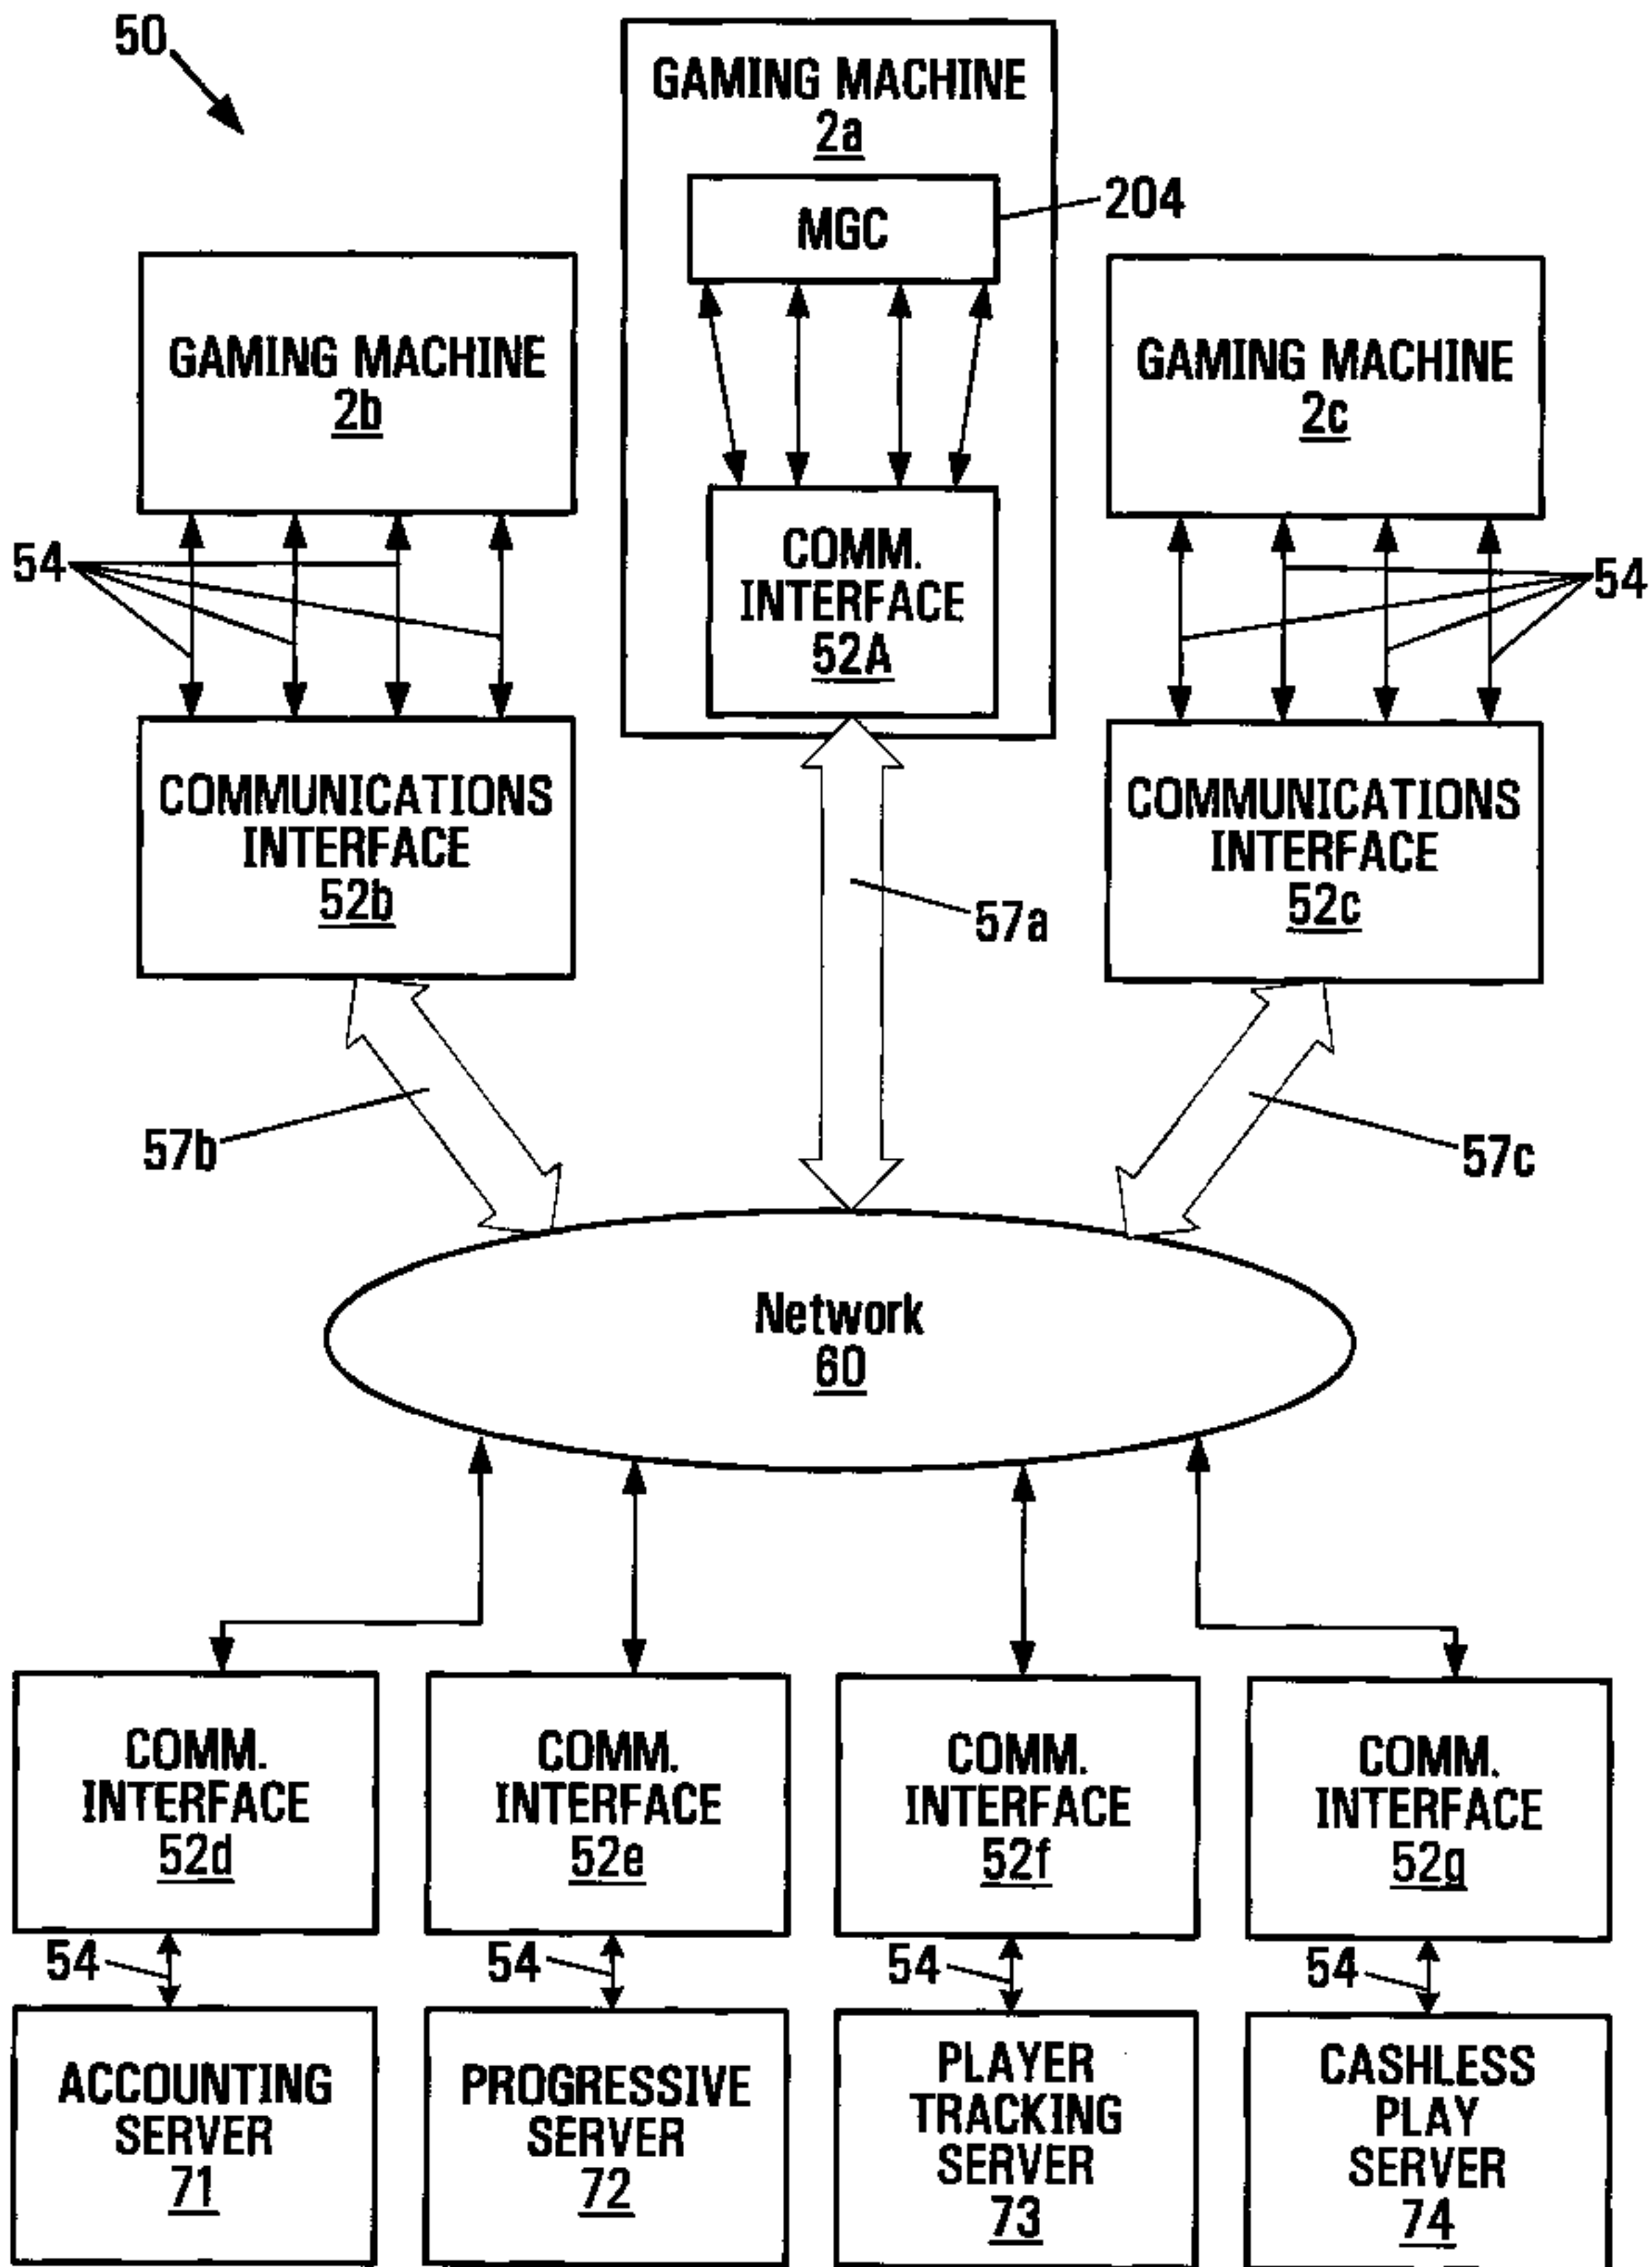 50
GAMING MACHINE
2a
MGC
204
GAMING MACHINE
2b
GAMING MACHINE
2c
54
COMM.
INTERFACE
52A
54
COMMUNICATIONS
INTERFACE
52b
COMMUNICATIONS
INTERFACE
52c
57a
57b
57c
Network
60
COMM.
INTERFACE
52d
COMM.
INTERFACE
52e
COMM.
INTERFACE
52f
COMM.
INTERFACE
52g
54
54
54
54
ACCOUNTING
SERVER
71
PROGRESSIVE
SERVER
72
PLAYER
TRACKING
SERVER
73
CASHLESS
PLAY
SERVER
74